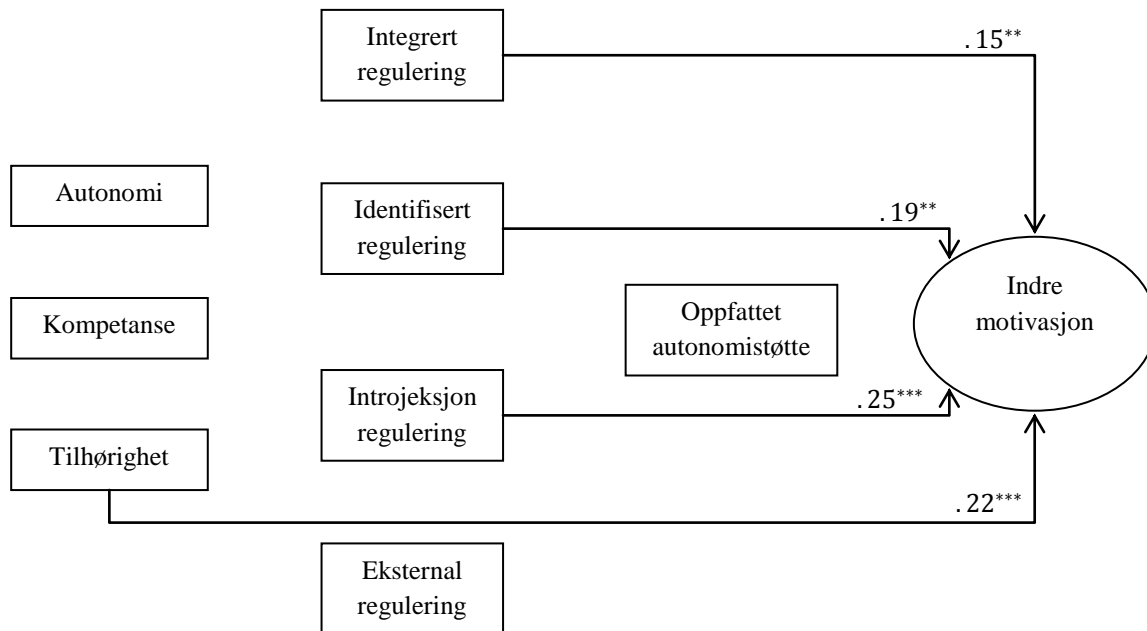 Integrert
regulering
.15**
Autonomi
Identifisert
regulering
.19**
Kompetanse
Oppfattet
autonomistøtte
Indre
motivasjon
Introjeksjon
regulering
.25***
Tilhørighet
.22***
Eksternal
regulering